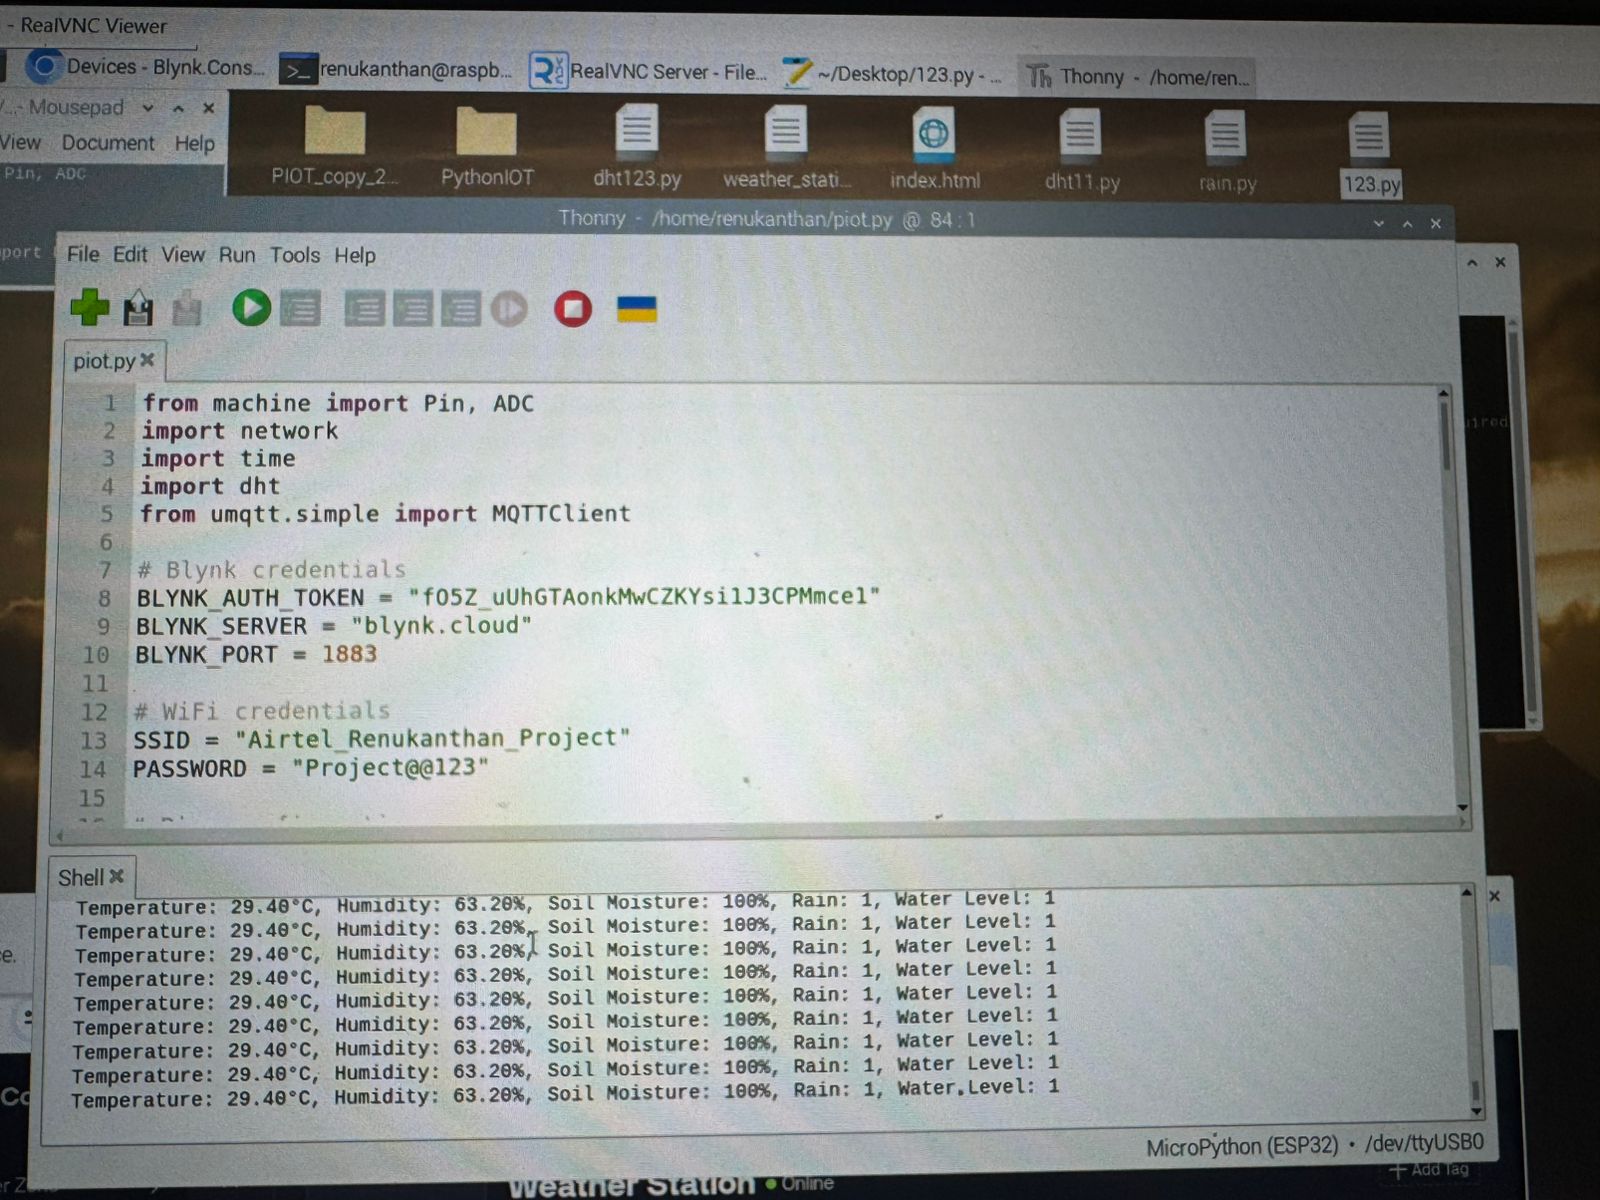 - RealVNC Viewer
Devices - Blynk.Cons... renukanthan@raspb... RealVNC Server - File... ~/Desktop/123.py - ... Thonny - /home/ren...
- Mousepad
View Document Help
Pin, ADC
PIOT_copy_2... PythonIOT dht123.py weather_stati... index.html dht11.py rain.py 123.py
Thonny - /home/renukanthan/piot.py @ 84 : 1
port
File Edit View Run Tools Help
piot.py
1 from machine import Pin, ADC
2 import network
3 import time
4 import dht
5 from umqtt.simple import MQTTClient
6
7 # Blynk credentials
8 BLYNK_AUTH_TOKEN = "fO5Z_uUhGTAonkMwCZKYsi1J3CPMmce1"
9 BLYNK_SERVER = "blynk.cloud"
10 BLYNK_PORT = 1883
11
12 # WiFi credentials
13 SSID = "Airtel_Renukanthan_Project"
14 PASSWORD = "Project@@123"
15
Shell
Temperature: 29.40°C, Humidity: 63.20%, Soil Moisture: 100%, Rain: 1, Water Level: 1
Temperature: 29.40°C, Humidity: 63.20%, Soil Moisture: 100%, Rain: 1, Water Level: 1
Temperature: 29.40°C, Humidity: 63.20%, Soil Moisture: 100%, Rain: 1, Water Level: 1
Temperature: 29.40°C, Humidity: 63.20%, Soil Moisture: 100%, Rain: 1, Water Level: 1
Temperature: 29.40°C, Humidity: 63.20%, Soil Moisture: 100%, Rain: 1, Water Level: 1
Temperature: 29.40°C, Humidity: 63.20%, Soil Moisture: 100%, Rain: 1, Water Level: 1
Temperature: 29.40°C, Humidity: 63.20%, Soil Moisture: 100%, Rain: 1, Water Level: 1
Temperature: 29.40°C, Humidity: 63.20%, Soil Moisture: 100%, Rain: 1, Water Level: 1
Temperature: 29.40°C, Humidity: 63.20%, Soil Moisture: 100%, Rain: 1, Water Level: 1
MicroPython (ESP32) • /dev/ttyUSB0
+ Add Tag
Weather Station • Online